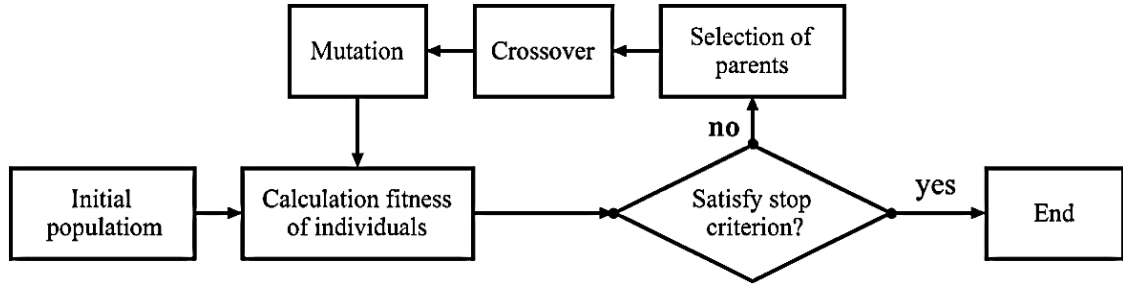 Mutation
Crossover
Selection of
parents
no
Initial
populatiom
Calculation fitness
of individuals
Satisfy stop
criterion?
yes
End